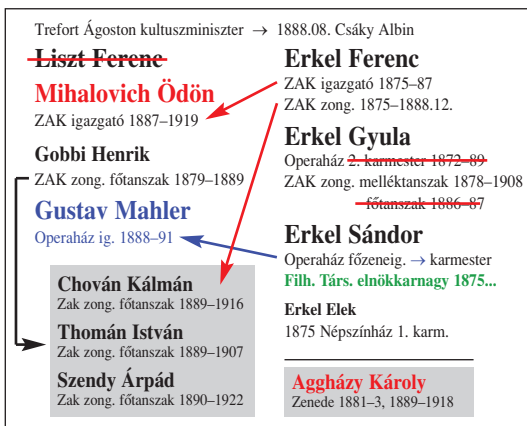 Trefort Ágoston kultuszminiszter → 1888.08. Csáky Albin
Liszt Ferenc
Mihalovich Ödön
ZAK igazgató 1887–1919
Gobbi Henrik
ZAK zong. főtanszak 1879–1889
Gustav Mahler
Operaház ig. 1888–91
Chován Kálmán
Zak zong. főtanszak 1889–1916
Thomán István
Zak zong. főtanszak 1889–1907
Szendy Árpád
Zak zong. főtanszak 1890–1922
Erkel Ferenc
ZAK igazgató 1875–87
ZAK zong. 1875–1888.12.
Erkel Gyula
Operaház 2. karmester 1872–89
ZAK zong. melléktanszak 1878–1908
főtanszak 1886–87
Erkel Sándor
Operaház főzeneig. → karmester
Filh. Társ. elnökkarnagy 1875...
Erkel Elek
1875 Népszínház 1. karm.
Aggházy Károly
Zenede 1881–3, 1889–1918